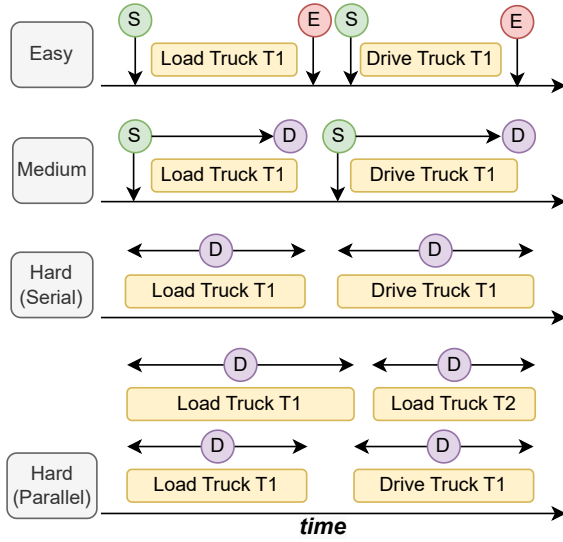 S E S E
Easy Load Truck T1 Drive Truck T1
S D S D
Medium Load Truck T1 Drive Truck T1
D D
Hard
(Serial)
Load Truck T1 Drive Truck T1
D D
Load Truck T1 Load Truck T2
D D
Hard
(Parallel)
Load Truck T1 Drive Truck T1
time